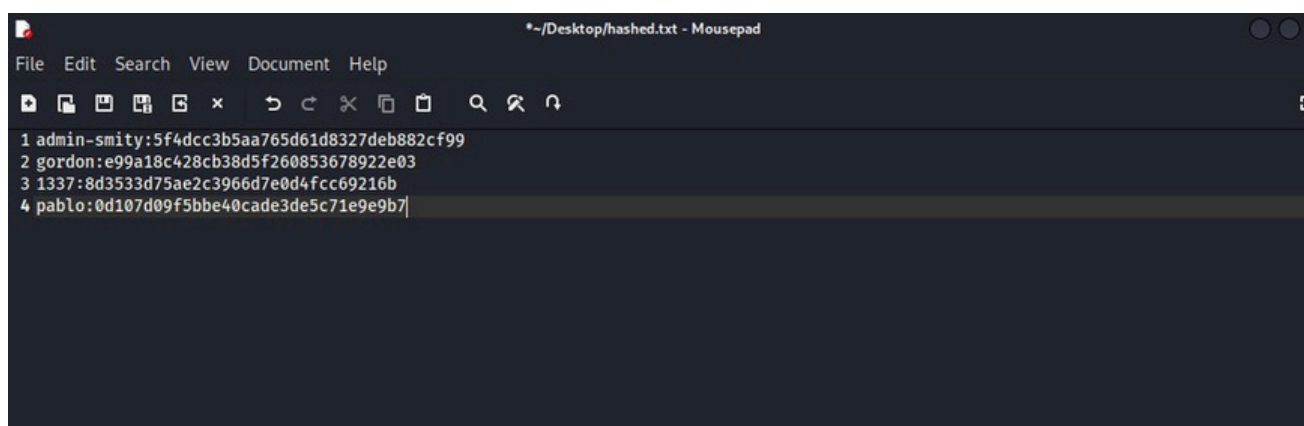 *~/Desktop/hashed.txt - Mousepad
File Edit Search View Document Help
1 admin-smity:5f4dcc3b5aa765d61d8327deb882cf99
2 gordon:e99a18c428cb38d5f260853678922e03
3 1337:8d3533d75ae2c3966d7e0d4fcc69216b
4 pablo:0d107d09f5bbe40cade3de5c71e9e9b7